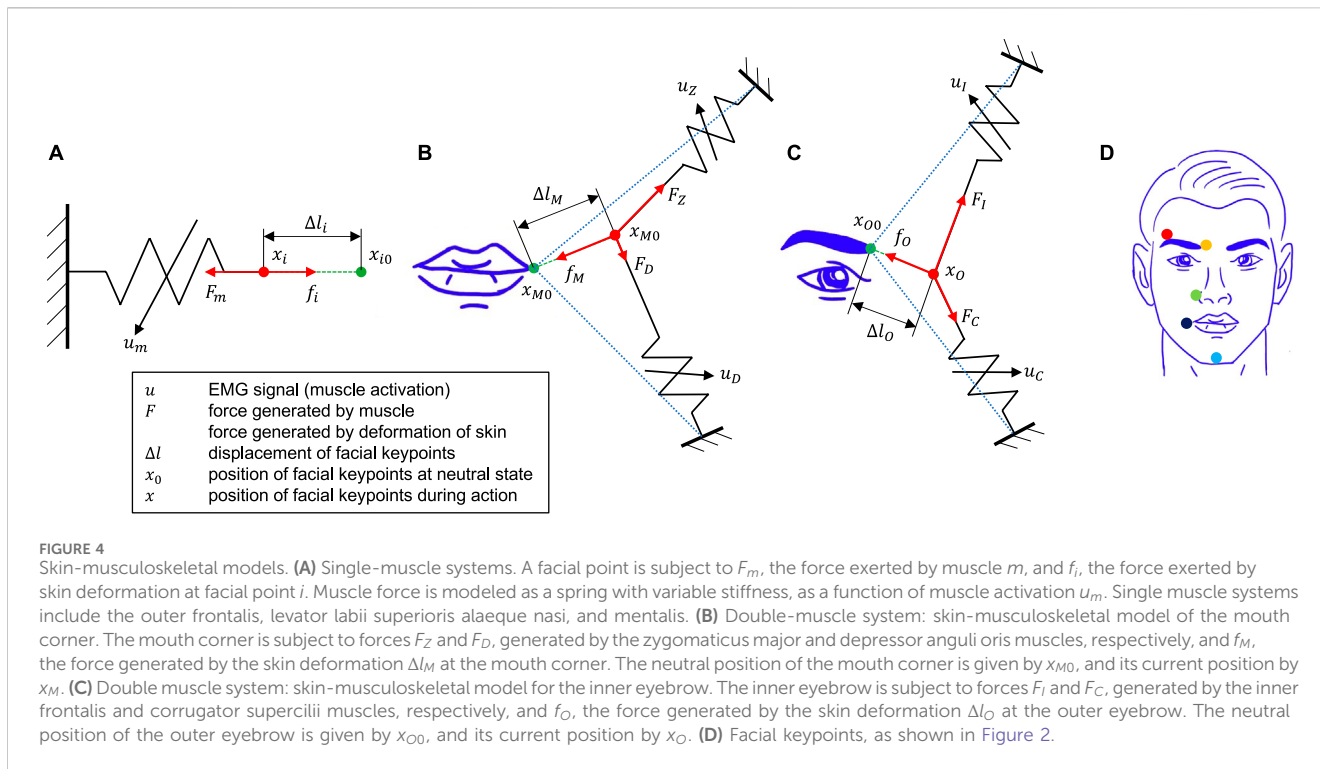 A
B
C
D
Δl_i
x_i
x_{i0}
F_m
f_i
u_m
u_Z
Δl_M
F_Z
x_{M0}
F_D
f_M
x_{M0}
u_D
u_I
F_I
x_{O0}
f_O
x_O
F_C
Δl_O
u_C
u EMG signal (muscle activation)
F force generated by muscle
force generated by deformation of skin
Δl displacement of facial keypoints
x_0 position of facial keypoints at neutral state
x position of facial keypoints during action
FIGURE 4
Skin-musculoskeletal models. (A) Single-muscle systems. A facial point is subject to F_m, the force exerted by muscle m, and f_i, the force exerted by
skin deformation at facial point i. Muscle force is modeled as a spring with variable stiffness, as a function of muscle activation u_m. Single muscle systems
include the outer frontalis, levator labii superioris alaeque nasi, and mentalis. (B) Double-muscle system: skin-musculoskeletal model of the mouth
corner. The mouth corner is subject to forces F_Z and F_D, generated by the zygomaticus major and depressor anguli oris muscles, respectively, and f_M,
the force generated by the skin deformation Δl_M at the mouth corner. The neutral position of the mouth corner is given by x_{M0}, and its current position by
x_M. (C) Double muscle system: skin-musculoskeletal model for the inner eyebrow. The inner eyebrow is subject to forces F_I and F_C, generated by the inner
frontalis and corrugator supercilii muscles, respectively, and f_O, the force generated by the skin deformation Δl_O at the outer eyebrow. The neutral
position of the outer eyebrow is given by x_{O0}, and its current position by x_O. (D) Facial keypoints, as shown in Figure 2.